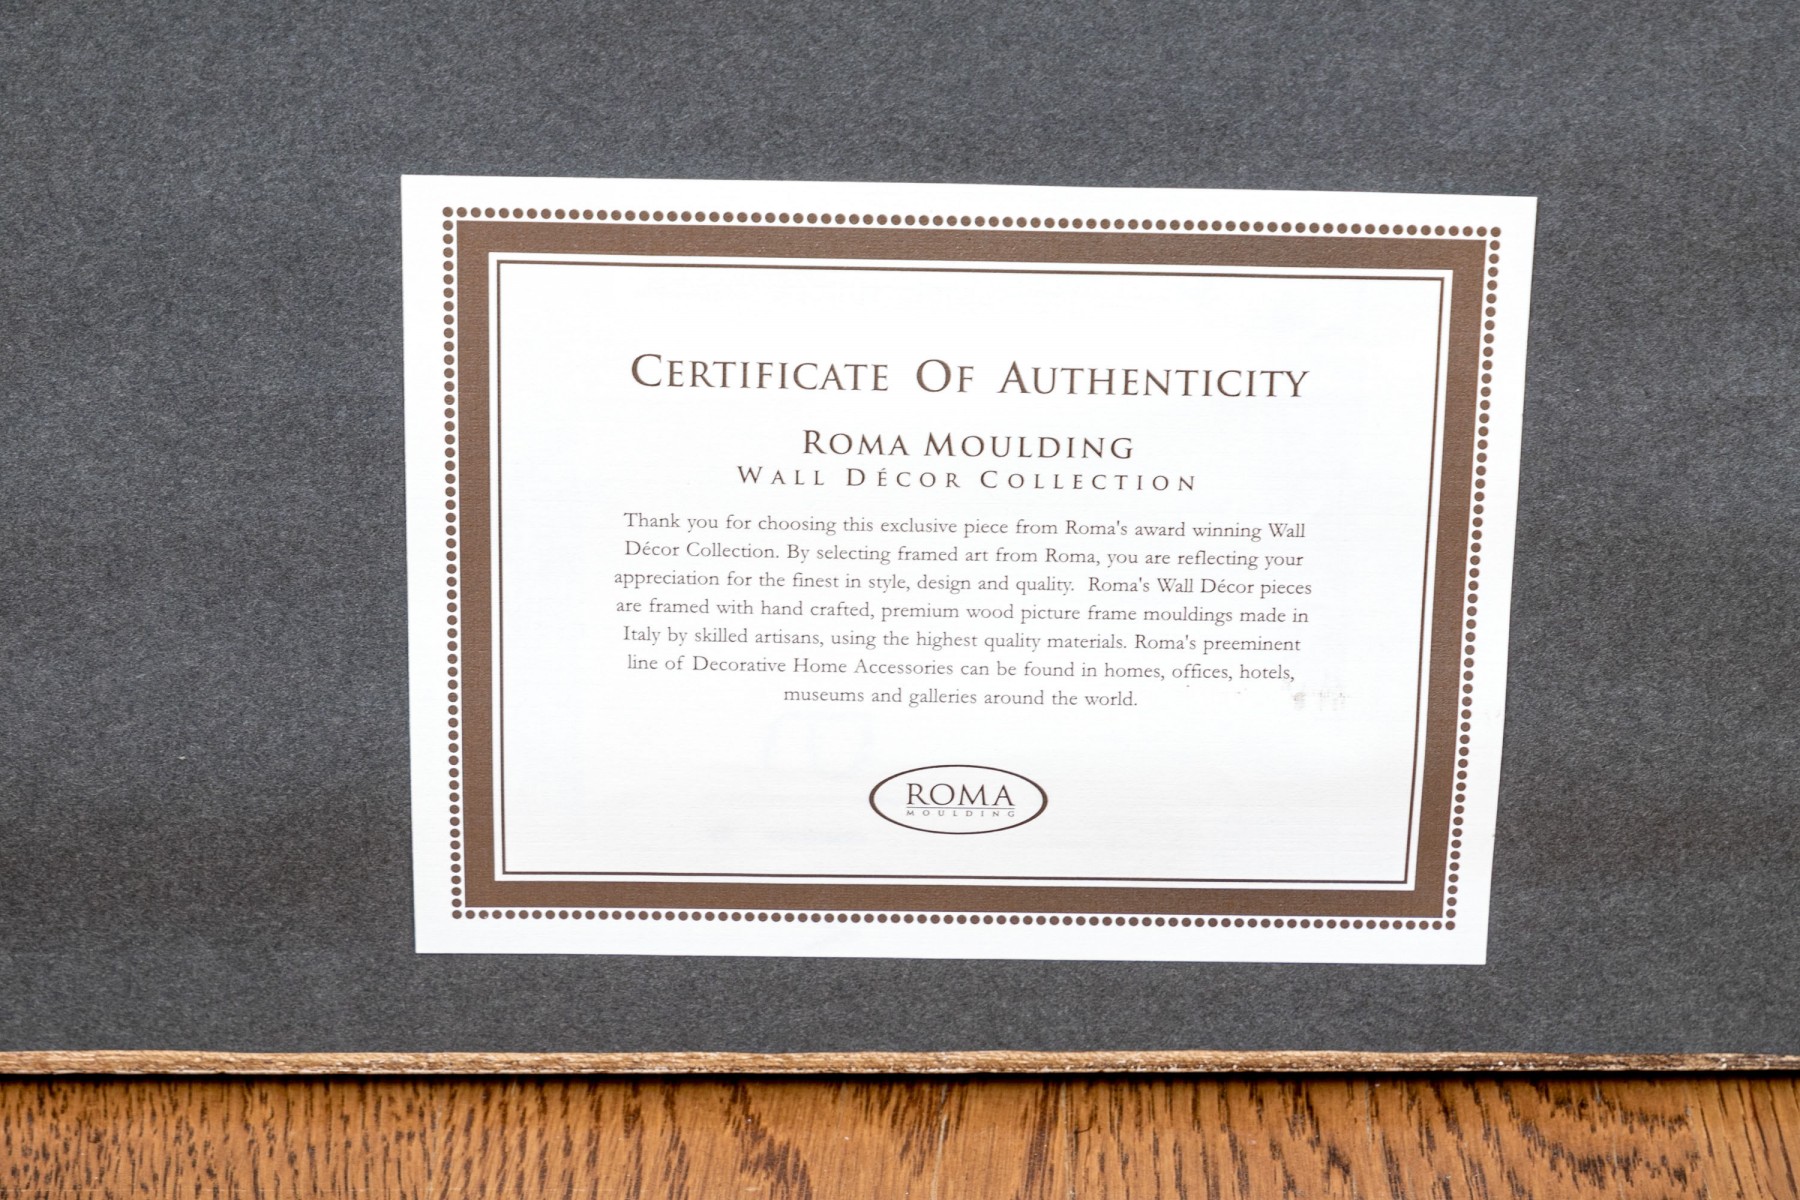 Certificate Of Authenticity
Roma Moulding
Wall Décor Collection
Thank you for choosing this exclusive piece from Roma's award winning Wall
Décor Collection. By selecting framed art from Roma, you are reflecting your
appreciation for the finest in style, design and quality. Roma's Wall Décor pieces
are framed with hand crafted, premium wood picture frame mouldings made in
Italy by skilled artisans, using the highest quality materials. Roma's preeminent
line of Decorative Home Accessories can be found in homes, offices, hotels,
museums and galleries around the world.
ROMA
MOULDING